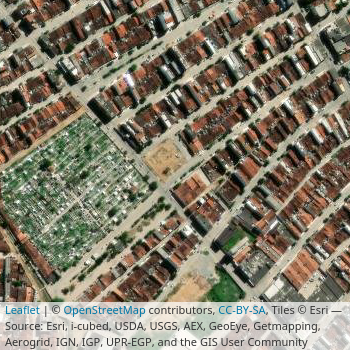 Leaflet | © OpenStreetMap contributors, CC-BY-SA, Tiles © Esri —
Source: Esri, i-cubed, USDA, USGS, AEX, GeoEye, Getmapping,
Aerogrid, IGN, IGP, UPR-EGP, and the GIS User Community